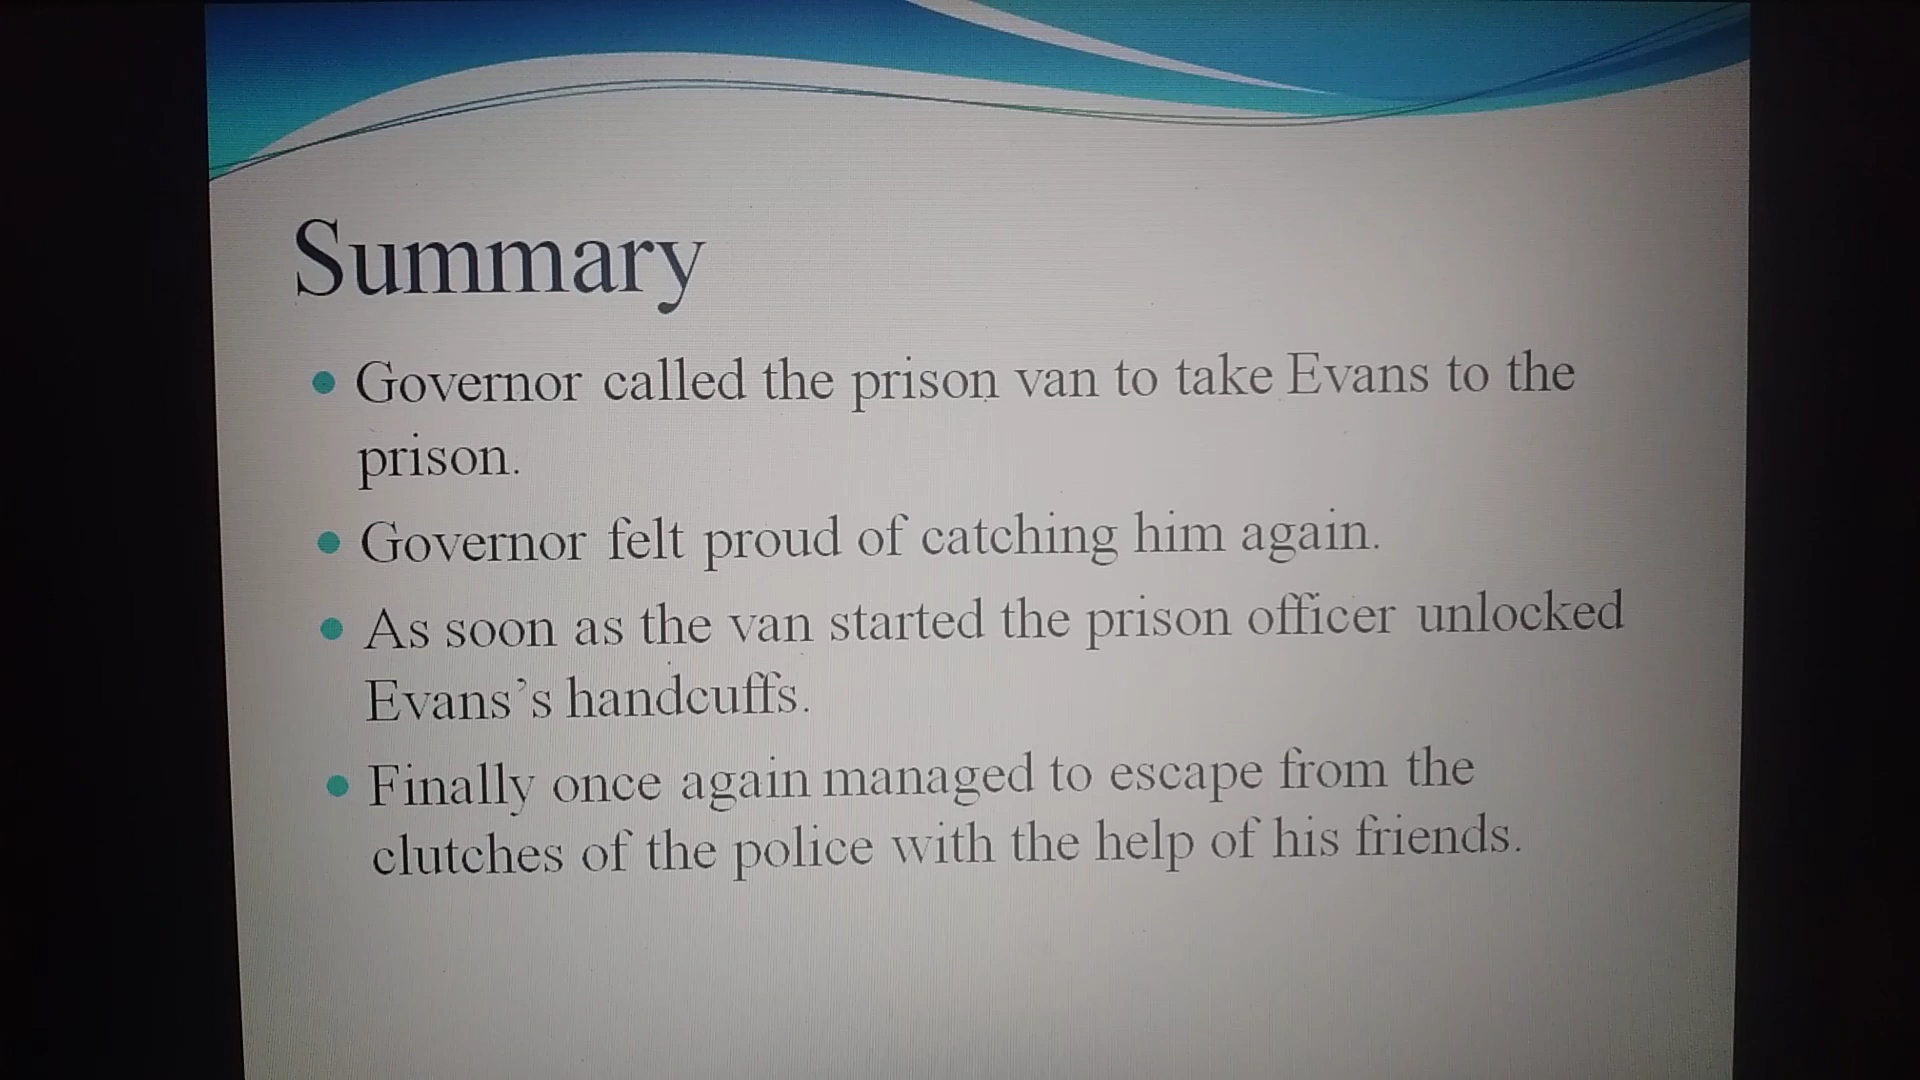 Summary
Governor called the prison van to take Evans to the
prison.
Governor felt proud of catching him again.
As soon as the van started the prison officer unlocked
Evans’s handcuffs.
Finally once again managed to escape from the
clutches of the police with the help of his friends.